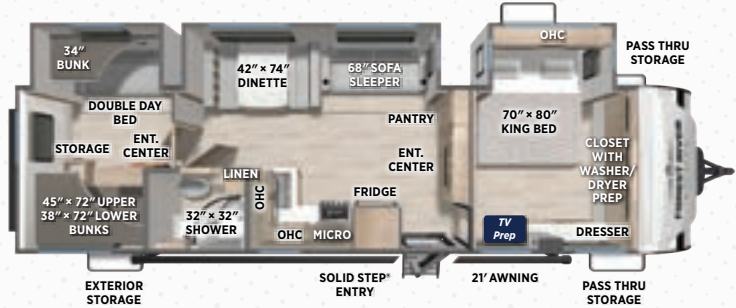 34" BUNK
DOUBLE DAY BED
STORAGE
ENT. CENTER
45" × 72" UPPER
38" × 72" LOWER
BUNKS
EXTERIOR STORAGE
32" × 32" SHOWER
LINEN
42" × 74" DINETTE
68" SOFA SLEEPER
PANTRY
ENT. CENTER
FRIDGE
OHC
OHC
MICRO
SOLID STEP® ENTRY
21' AWNING
OHC
70" × 80" KING BED
TV Prep
CLOSET WITH WASHER/ DRYER PREP
DRESSER
PASS THRU STORAGE
PASS THRU STORAGE
FOREST RIVER